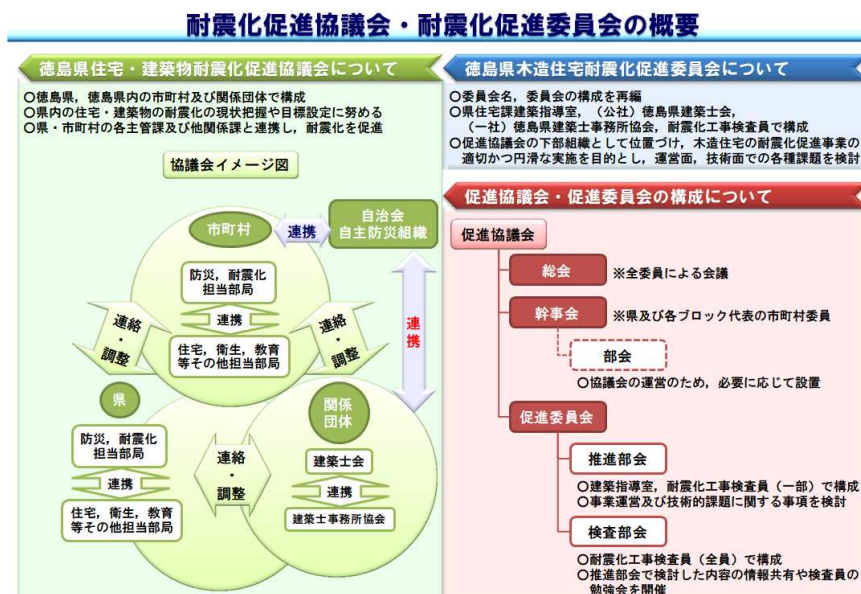 耐震化促進協議会・耐震化促進委員会の概要
徳島県住宅・建築物耐震化促進協議会について
○徳島県，徳島県内の市町村及び関係団体で構成
○県内の住宅・建築物の耐震化の現状把握や目標設定に努める
○県・市町村の各主管課及び他関係課と連携し，耐震化を促進
協議会イメージ図
市町村
連携
自治会
自主防災組織
防災，耐震化
担当部局
連携
住宅，衛生，教育
等その他担当部局
連絡
・
調整
連絡
・
調整
連携
県
防災，耐震化
担当部局
連携
住宅，衛生，教育
等その他担当部局
連絡
・
調整
関係
団体
建築士会
連携
建築士事務所協会
徳島県木造住宅耐震化促進委員会について
○委員会名，委員会の構成を再編
○県住宅課建築指導室，（公社）徳島県建築士会，
（一社）徳島県建築士事務所協会，耐震化工事検査員で構成
○促進協議会の下部組織として位置づけ，木造住宅の耐震化促進事業の
適切かつ円滑な実施を目的とし，運営面，技術面での各種課題を検討
促進協議会・促進委員会の構成について
促進協議会
総会 ※全委員による会議
幹事会 ※県及び各ブロック代表の市町村委員
部会
○協議会の運営のため，必要に応じて設置
促進委員会
推進部会
○建築指導室，耐震化工事検査員（一部）で構成
○事業運営及び技術的課題に関する事項を検討
検査部会
○耐震化工事検査員（全員）で構成
○推進部会で検討した内容の情報共有や検査員の
勉強会を開催